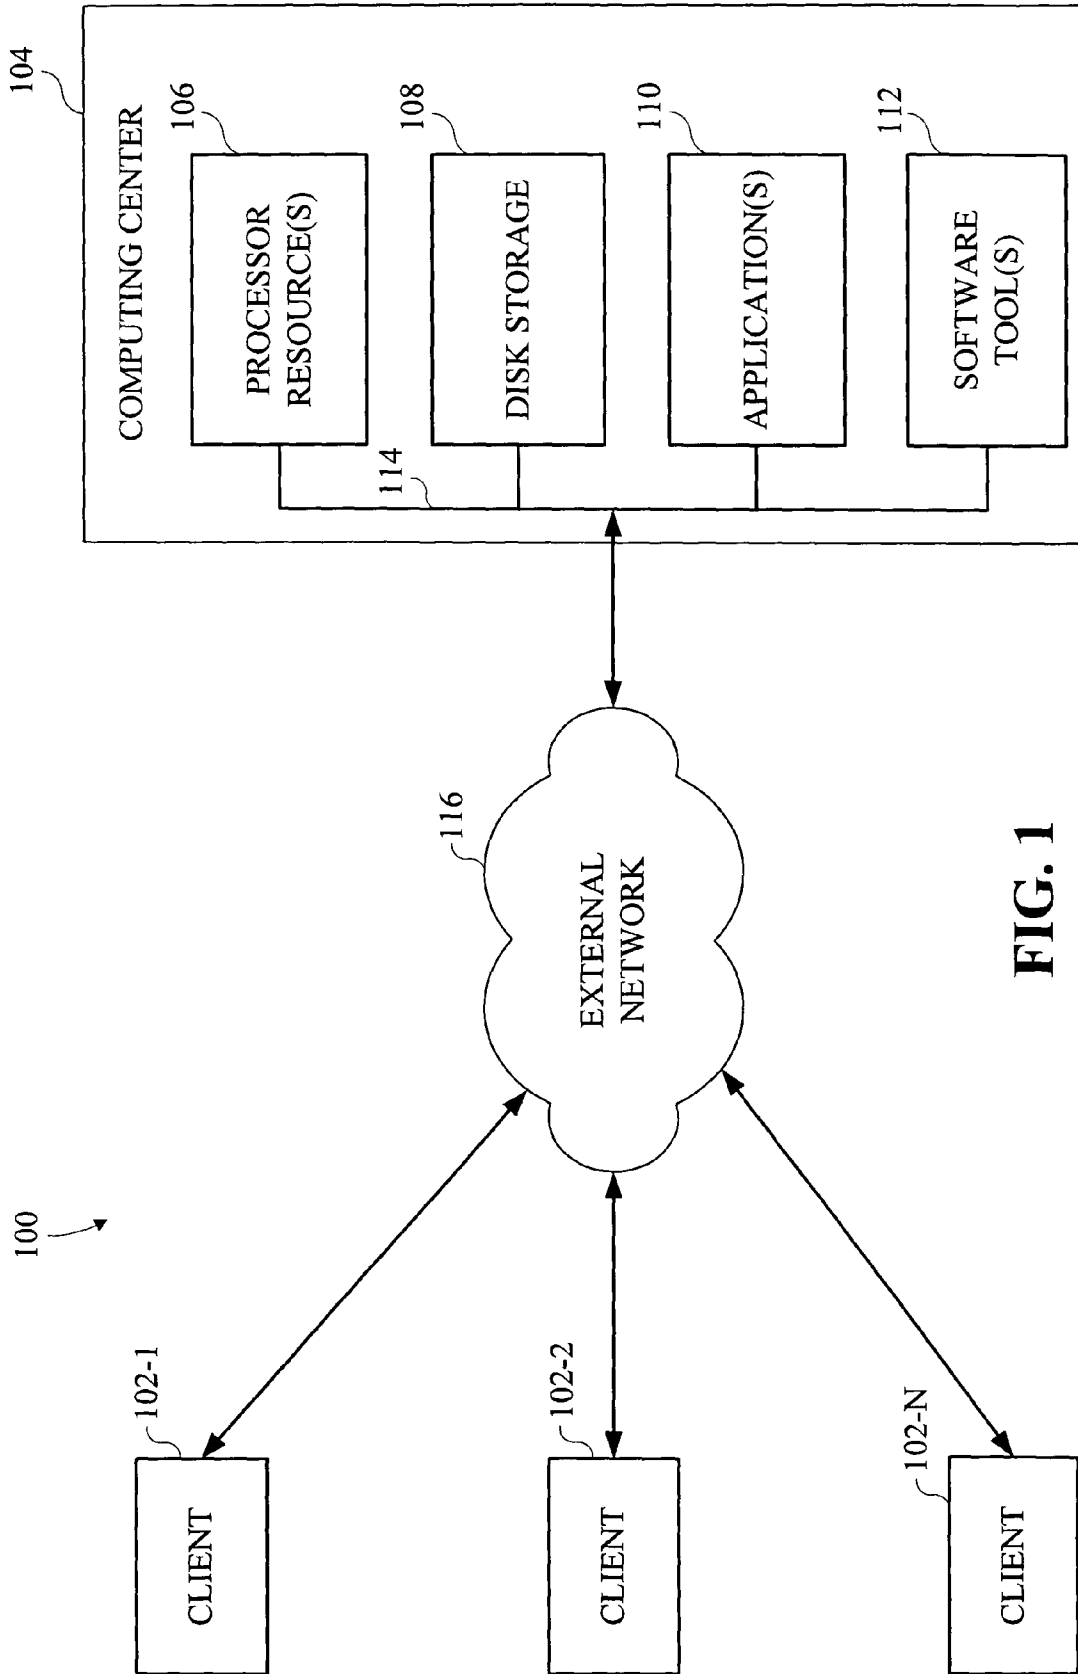 100
104
COMPUTING CENTER
102-1
CLIENT
106
PROCESSOR
RESOURCE(S)
114
116
EXTERNAL
NETWORK
102-2
CLIENT
108
DISK STORAGE
110
APPLICATION(S)
102-N
CLIENT
112
SOFTWARE
TOOL(S)
FIG. 1